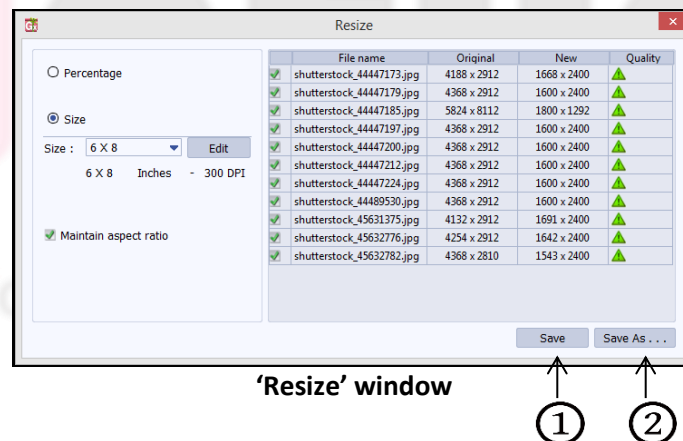 Resize
Percentage
Size
Size : 6 X 8 Edit
6 X 8 Inches - 300 DPI
Maintain aspect ratio
File name Original New Quality
shutterstock_44447173.jpg 4188 x 2912 1668 x 2400
shutterstock_44447179.jpg 4368 x 2912 1600 x 2400
shutterstock_44447185.jpg 5824 x 8112 1800 x 1292
shutterstock_44447197.jpg 4368 x 2912 1600 x 2400
shutterstock_44447200.jpg 4368 x 2912 1600 x 2400
shutterstock_44447212.jpg 4368 x 2912 1600 x 2400
shutterstock_44447224.jpg 4368 x 2912 1600 x 2400
shutterstock_44489530.jpg 4368 x 2912 1600 x 2400
shutterstock_45631375.jpg 4132 x 2912 1691 x 2400
shutterstock_45632776.jpg 4254 x 2912 1642 x 2400
shutterstock_45632782.jpg 4368 x 2810 1543 x 2400
Save Save As . . .
‘Resize’ window
1 2